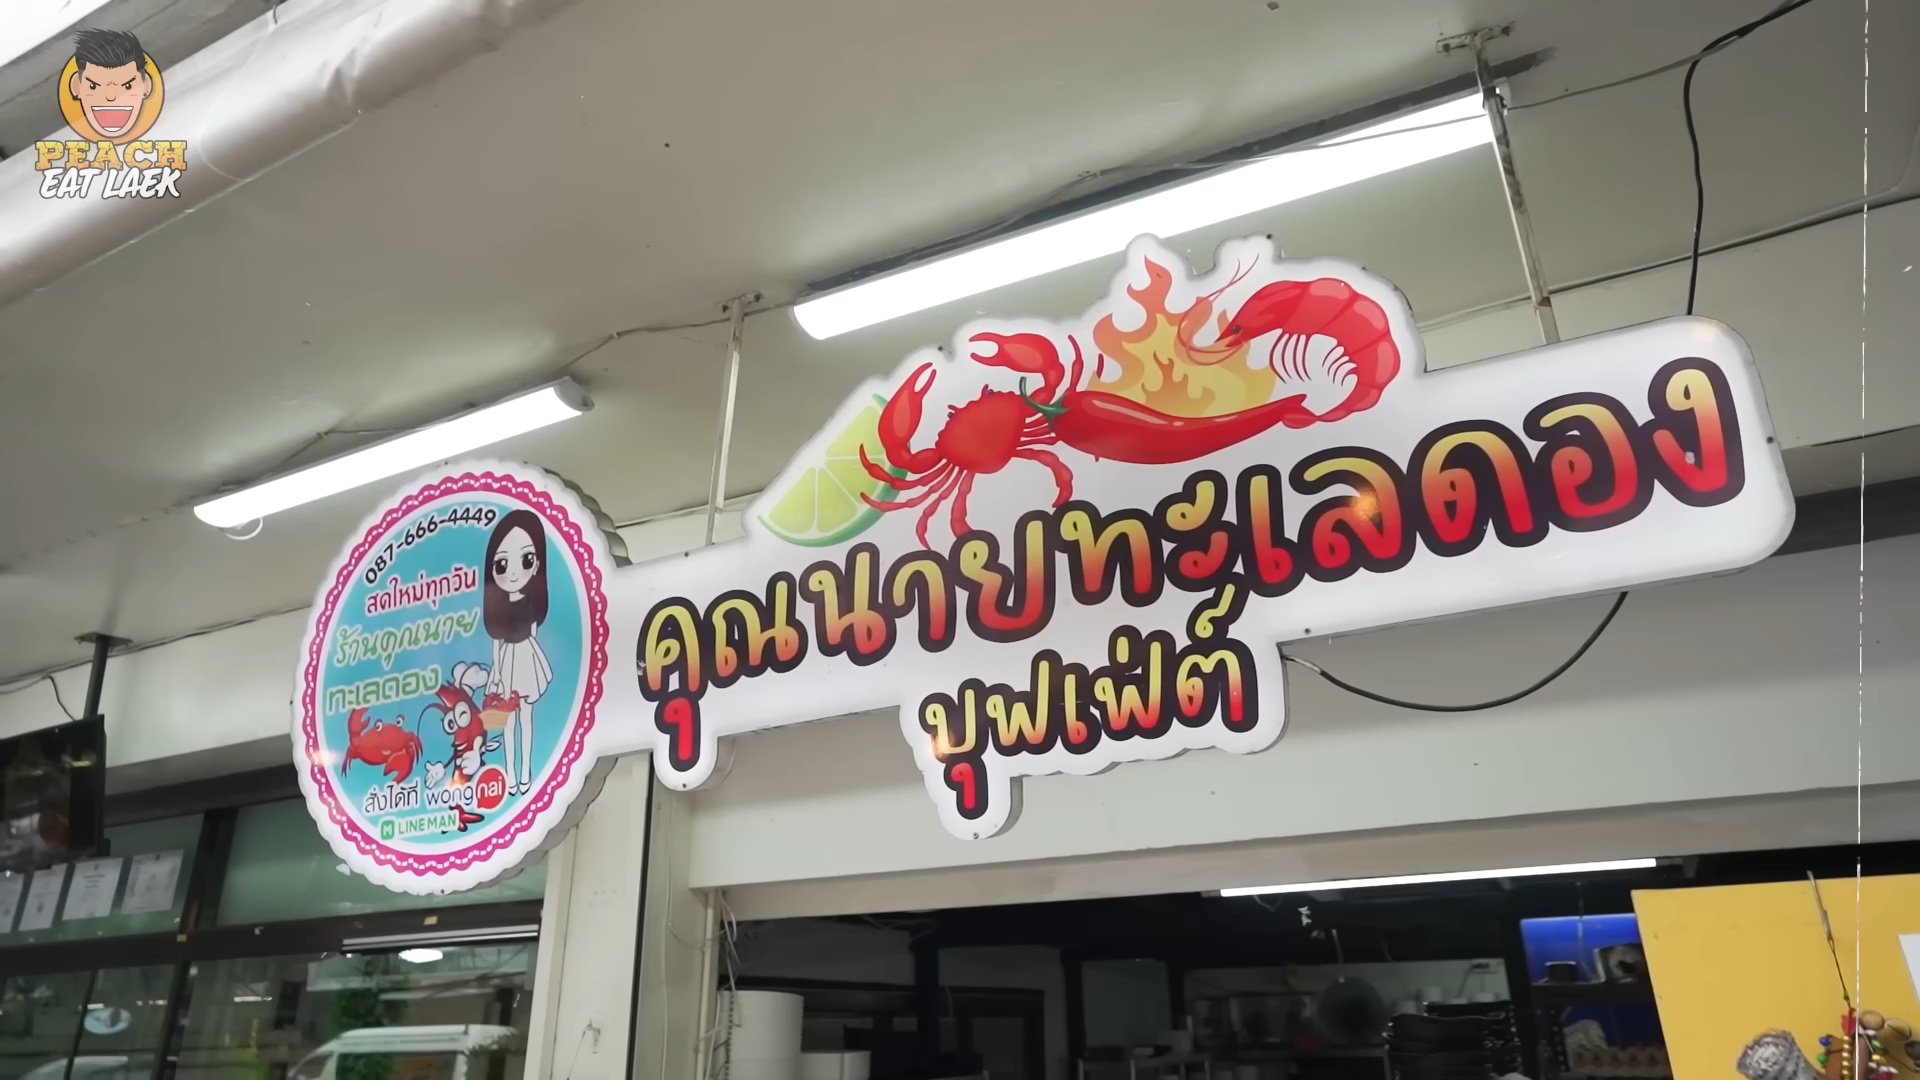 PEACH
EAT LAEK
087-666-4449
สดใหม่ทุกวัน
ร้านคุณนาย
ทะเลดอง
สั่งได้ที่ wongnai
LINE MAN
คุณนายทะเลดอง
บุฟเฟ่ต์